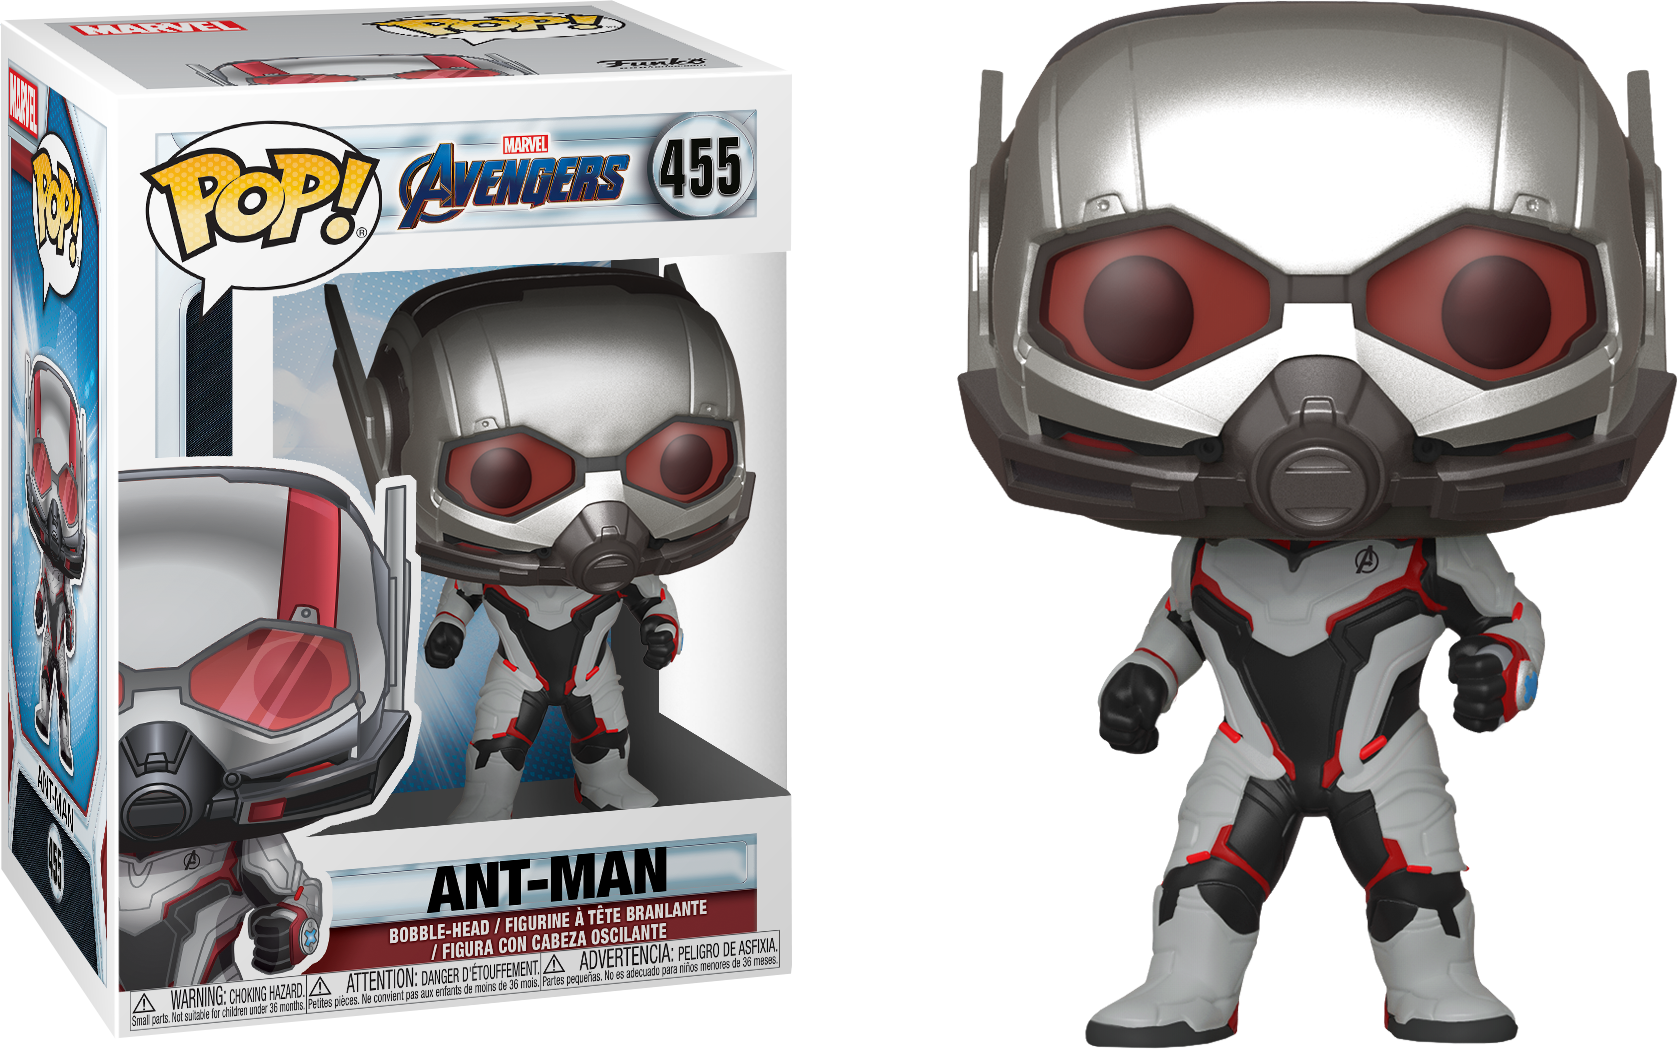 MARVEL
POP!
Funko
MARVEL
POP!
ANT-MAN
455
POP!®
MARVEL
AVENGERS
455
ANT-MAN
BOBBLE-HEAD / FIGURINE À TÊTE BRANLANTE
/ FIGURA CON CABEZA OSCILANTE
WARNING: CHOKING HAZARD.
Small parts. Not suitable for children under 36 months.
ATTENTION: DANGER D'ÉTOUFFEMENT.
Petites pièces. Ne convient pas aux enfants de moins de 36 mois.
ADVERTENCIA: PELIGRO DE ASFIXIA.
Partes pequeñas. No es adecuado para niños menores de 36 meses.